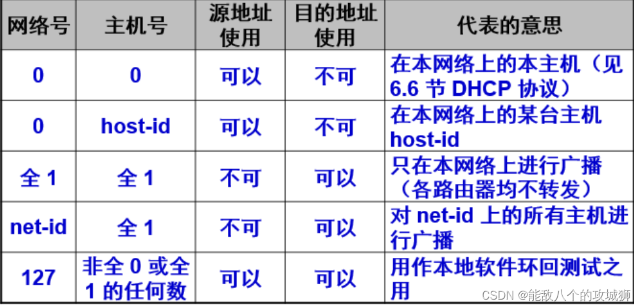 网络号 主机号 源地址使用 目的地址使用 代表的意思
0 0 可以 不可 在本网络上的本主机（见
6.6 节 DHCP 协议）
0 host-id 可以 不可 在本网络上的某台主机
host-id
全 1 全 1 不可 可以 只在本网络上进行广播
（各路由器均不转发）
net-id 全 1 不可 可以 对 net-id 上的所有主机进
行广播
127 非全 0 或全 1 的任何数 可以 可以 用作本地软件环回测试之
用
CSDN @能敌八个的攻城狮